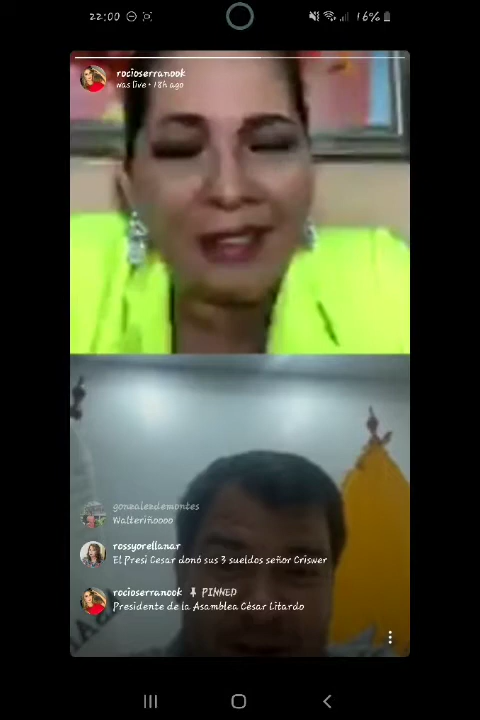 22:00
16%
rocioserranook
was live • 18h ago
gonzalezdemontes
Walteriñoooo
rossyorellanar
El Presi Cesar donó sus 3 sueldos señor Criswer
rocioserranook PINNED
Presidente de la Asamblea César Litardo